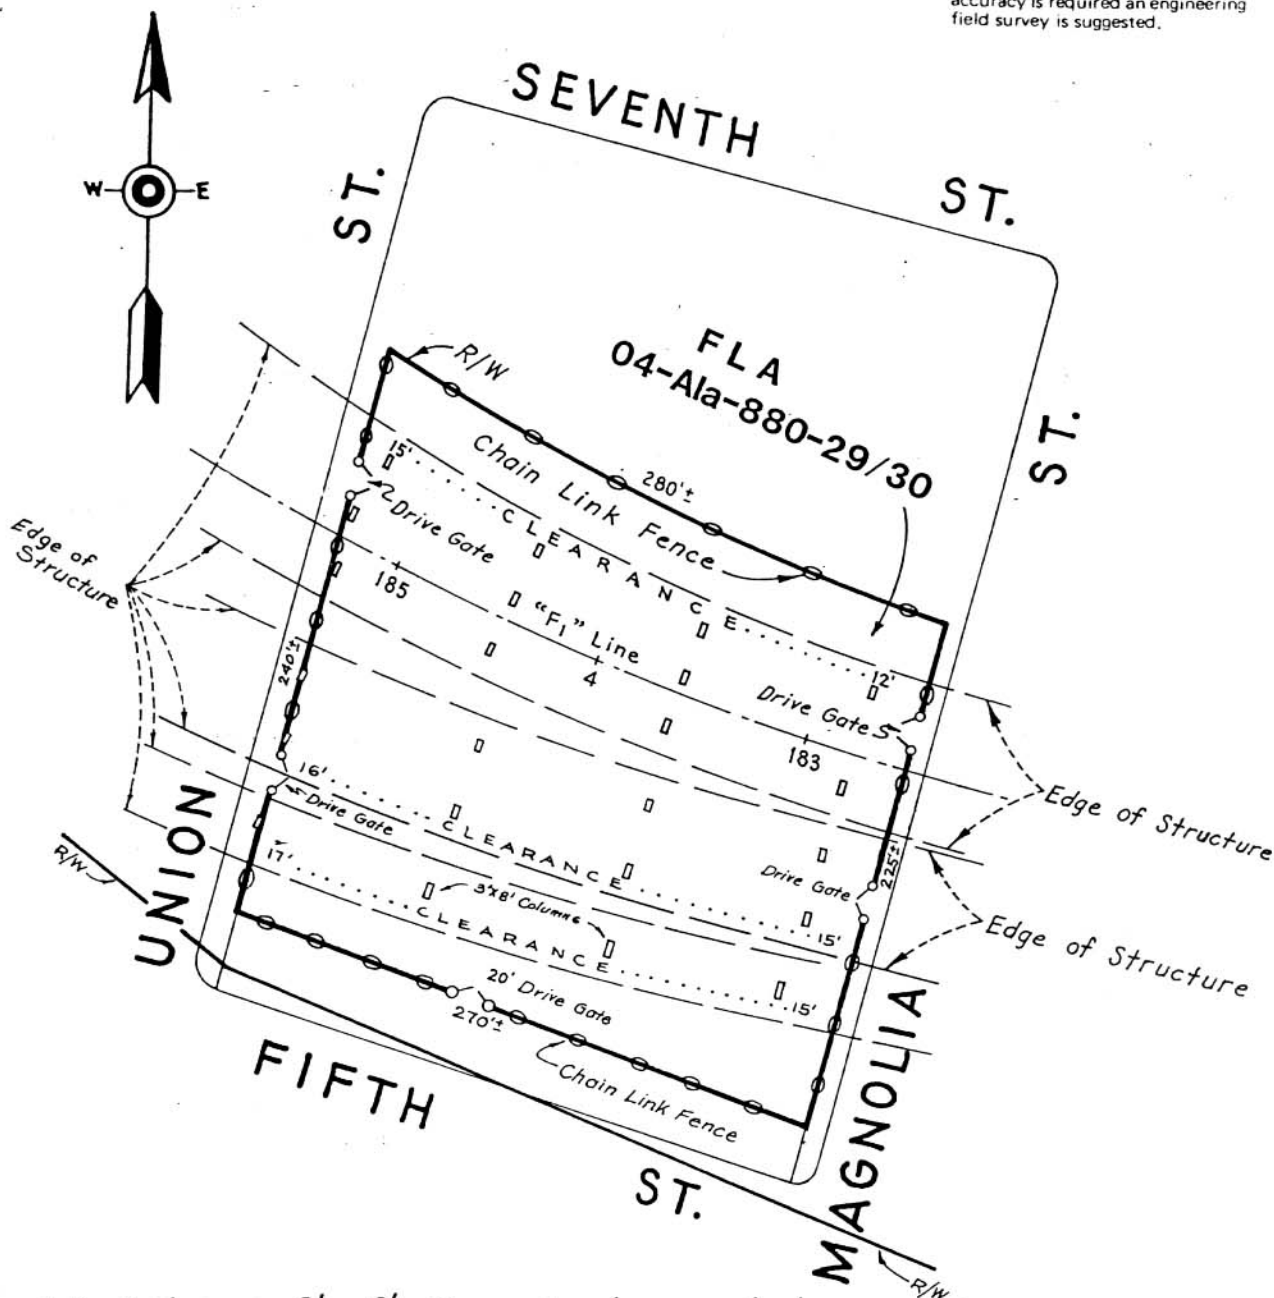 accuracy is required an engineering
field survey is suggested.
SEVENTH ST.
W E
ST.
FLA
04-Ala-880-29/30
ST.
R/W
Chain Link Fence
280'±
15' CLEARANCE 12'
Drive Gate
Edge of
Structure
185
"F1" Line
4
Drive Gate
183
240'±
Edge of Structure
16' CLEARANCE 15'
Drive Gate
Drive Gate
225'±
17' CLEARANCE 15'
3'x8' Columns
Edge of Structure
R/W
UNION
20' Drive Gate
270'±
Chain Link Fence
FIFTH ST.
MAGNOLIA
R/W